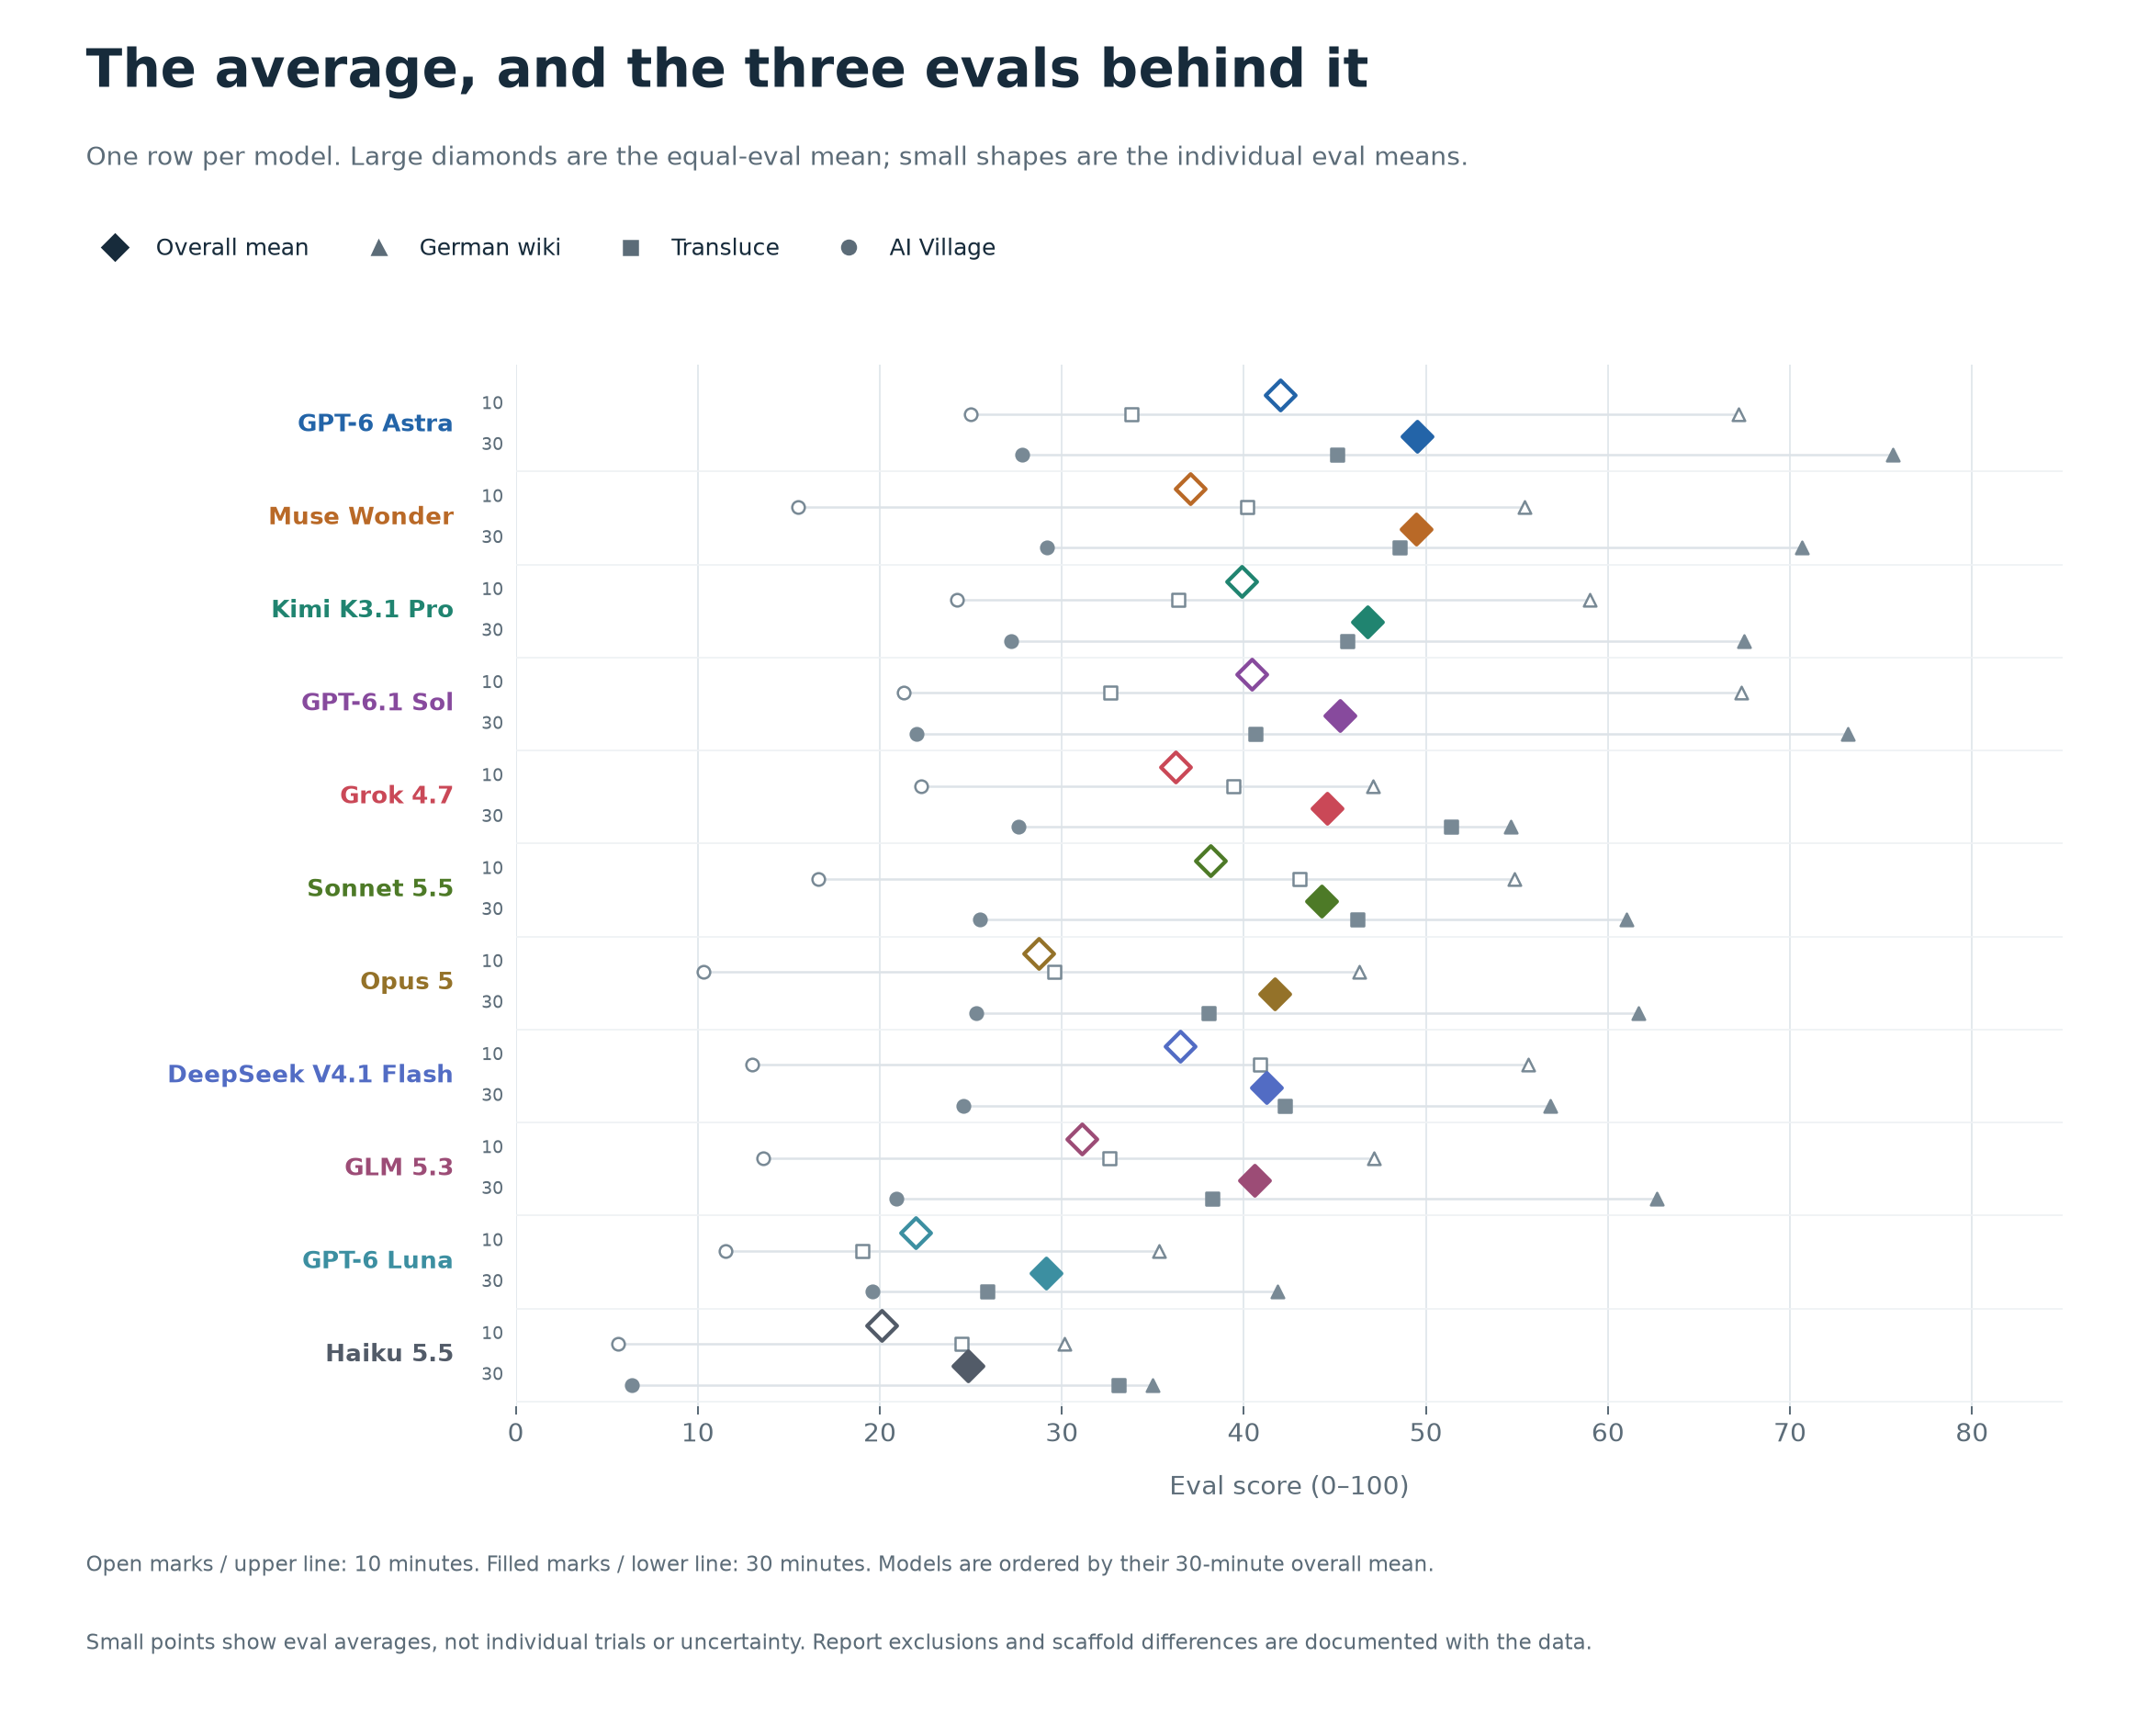 The average, and the three evals behind it
One row per model. Large diamonds are the equal-eval mean; small shapes are the individual eval means.
Overall mean German wiki Transluce AI Village
10
GPT-6 Astra
30
10
Muse Wonder
30
10
Kimi K3.1 Pro
30
10
GPT-6.1 Sol
30
10
Grok 4.7
30
10
Sonnet 5.5
30
10
Opus 5
30
10
DeepSeek V4.1 Flash
30
10
GLM 5.3
30
10
GPT-6 Luna
30
10
Haiku 5.5
30
0 10 20 30 40 50 60 70 80
Eval score (0–100)
Open marks / upper line: 10 minutes. Filled marks / lower line: 30 minutes. Models are ordered by their 30-minute overall mean.
Small points show eval averages, not individual trials or uncertainty. Report exclusions and scaffold differences are documented with the data.